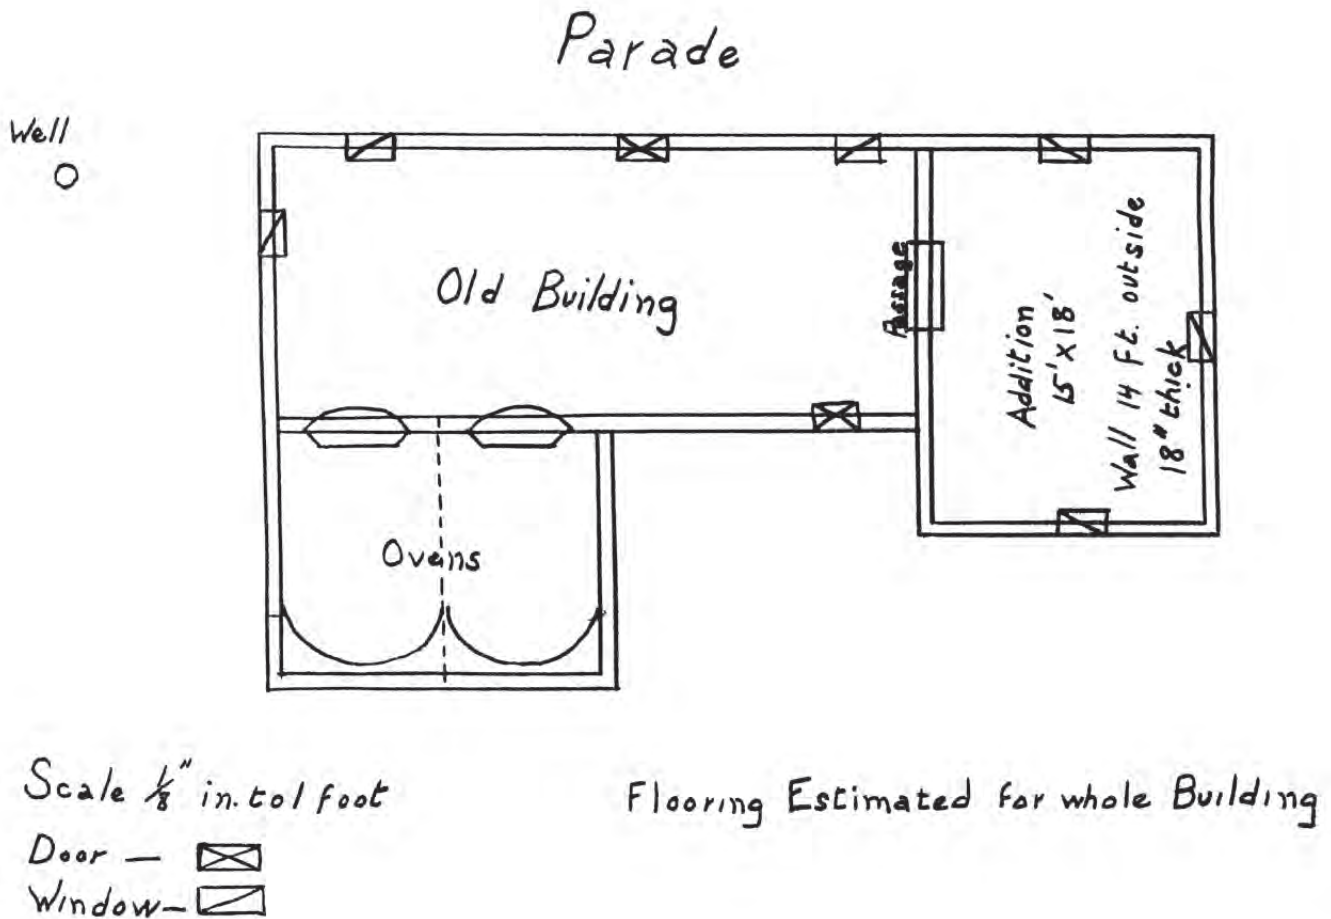 Parade
Well
Old Building
Passage
Addition
15' x 18'
Wall 14 Ft. outside
18" thick
Ovens
Scale 1/8" in. to 1 foot
Flooring Estimated for whole Building
Door —
Window —